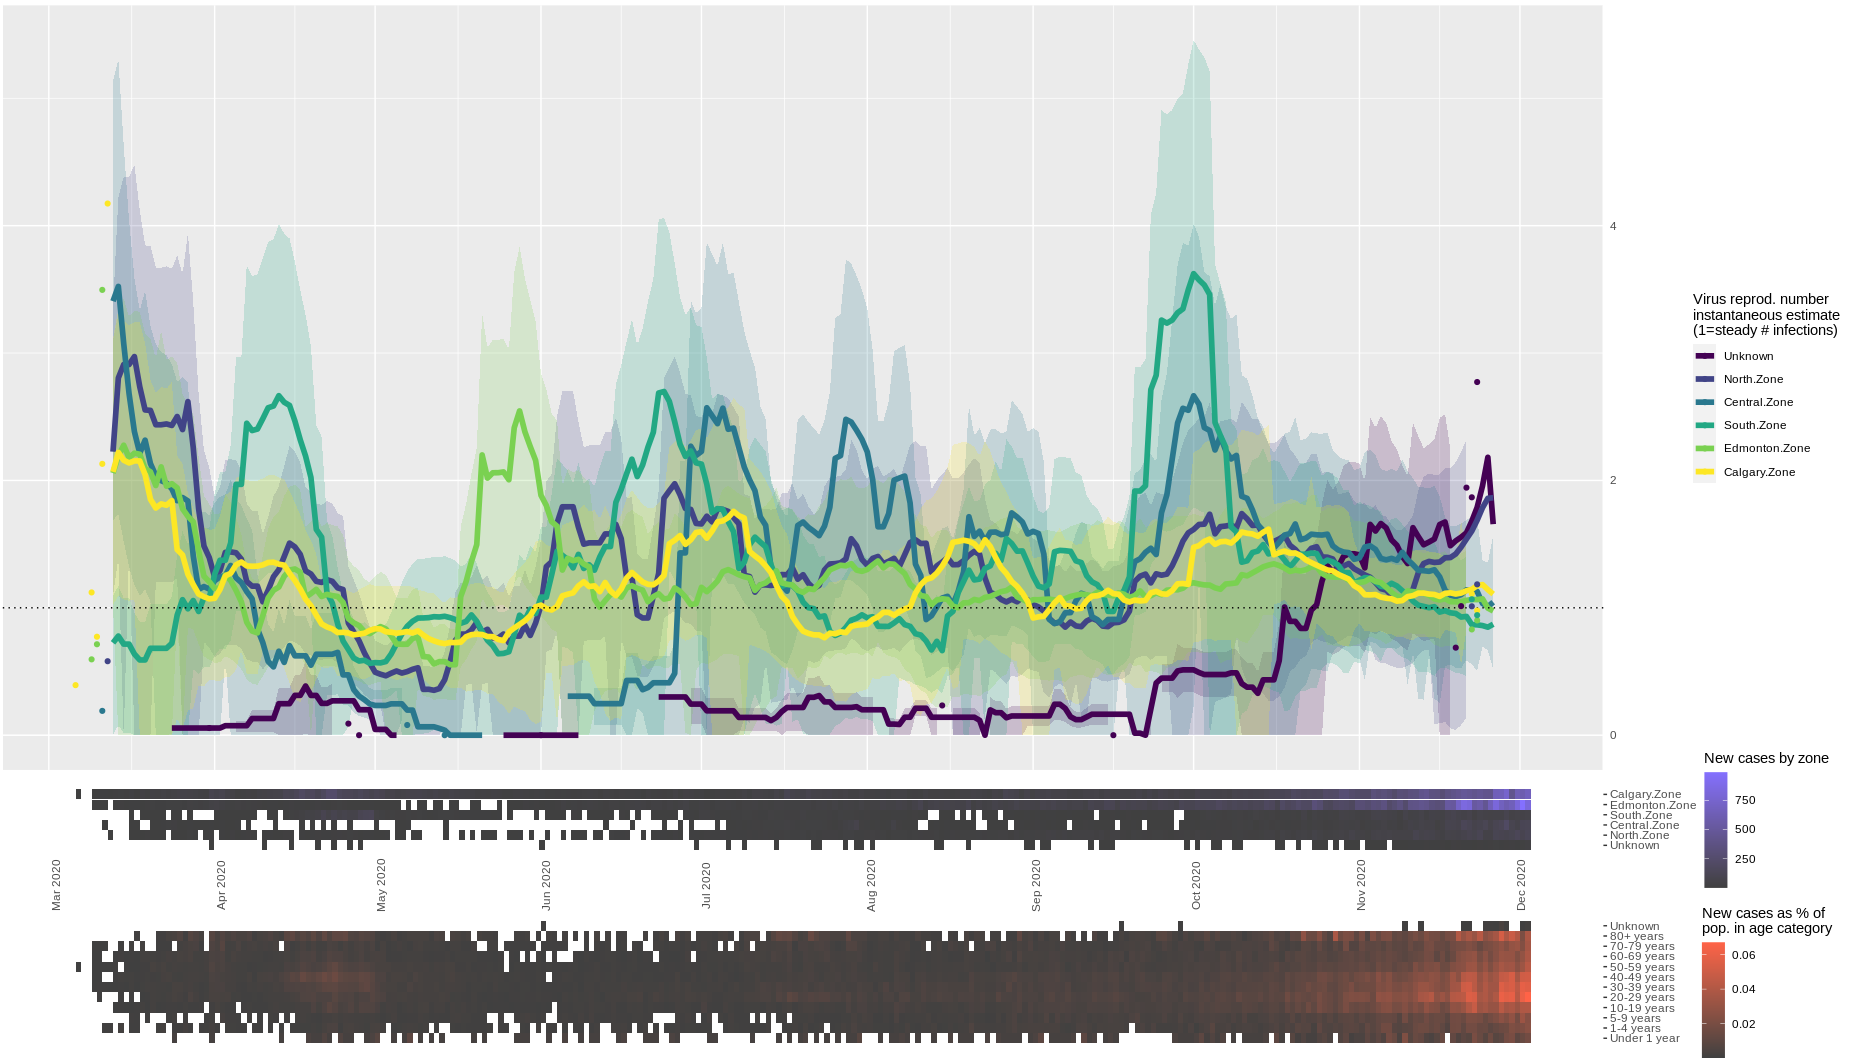 4
2
0
Virus reprod. number
instantaneous estimate
(1=steady # infections)
Unknown
North.Zone
Central.Zone
South.Zone
Edmonton.Zone
Calgary.Zone
Calgary.Zone
Edmonton.Zone
South.Zone
Central.Zone
North.Zone
Unknown
New cases by zone
750
500
250
Mar 2020
Apr 2020
May 2020
Jun 2020
Jul 2020
Aug 2020
Sep 2020
Oct 2020
Nov 2020
Dec 2020
Unknown
80+ years
70-79 years
60-69 years
50-59 years
40-49 years
30-39 years
20-29 years
10-19 years
5-9 years
1-4 years
Under 1 year
New cases as % of
pop. in age category
0.06
0.04
0.02